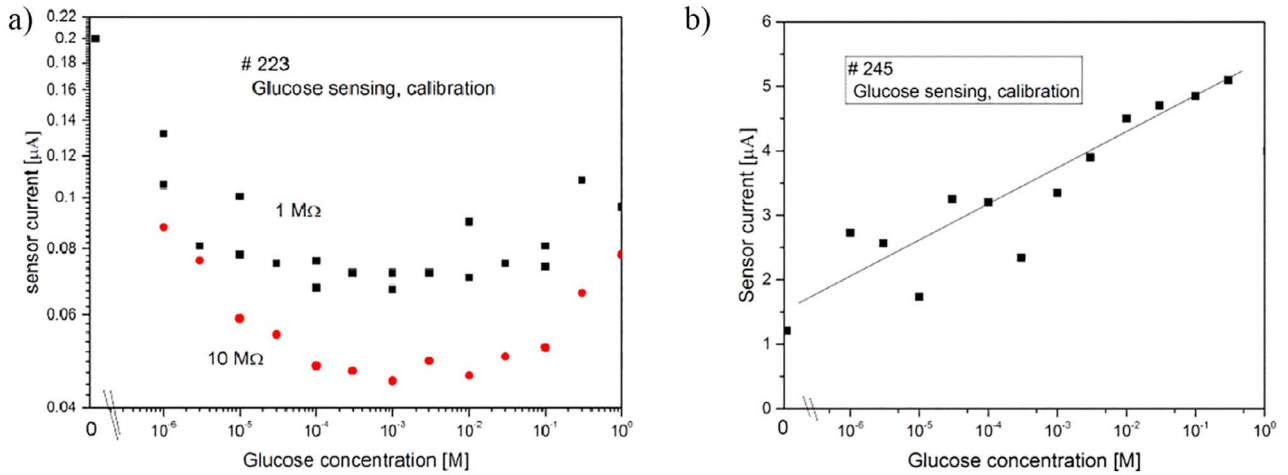 a)
0.22
0.2
0.18
0.16
0.14
0.12
0.1
0.08
0.06
0.04
sensor current [µA]
# 223
Glucose sensing, calibration
1 MΩ
10 MΩ
0 10⁻⁶ 10⁻⁵ 10⁻⁴ 10⁻³ 10⁻² 10⁻¹ 10⁰
Glucose concentration [M]
b)
6
5
4
3
2
1
0
Sensor current [µA]
# 245
Glucose sensing, calibration
0 10⁻⁶ 10⁻⁵ 10⁻⁴ 10⁻³ 10⁻² 10⁻¹ 10⁰
Glucose concentration [M]